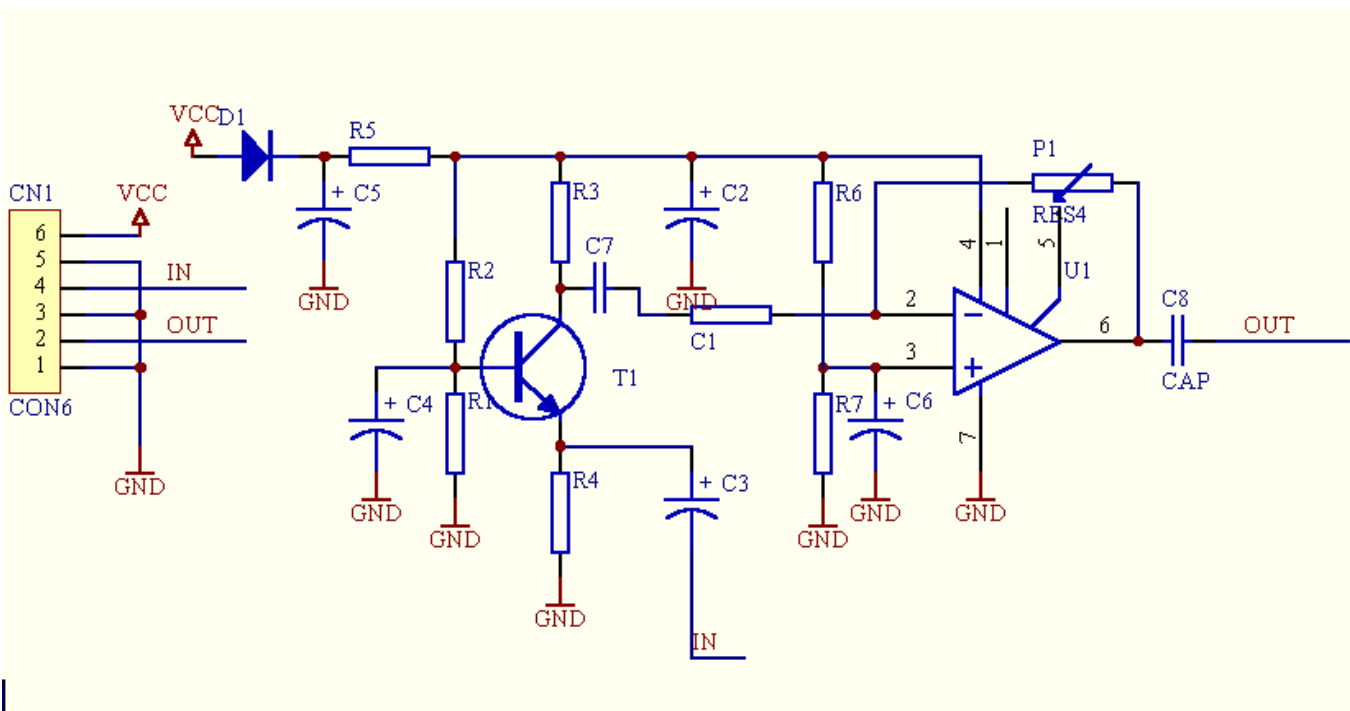 VCC
D1
R5
P1
CN1
VCC
+ C5
R3
+ C2
R6
RES4
6
5
4
3
2
1
IN
OUT
CON6
GND
GND
R2
C7
GND
C1
4
1
5
U1
2
3
6
7
C8
CAP
OUT
T1
+ C4
R1
R7
+ C6
GND
GND
R4
+ C3
GND
GND
GND
GND
IN
−
+